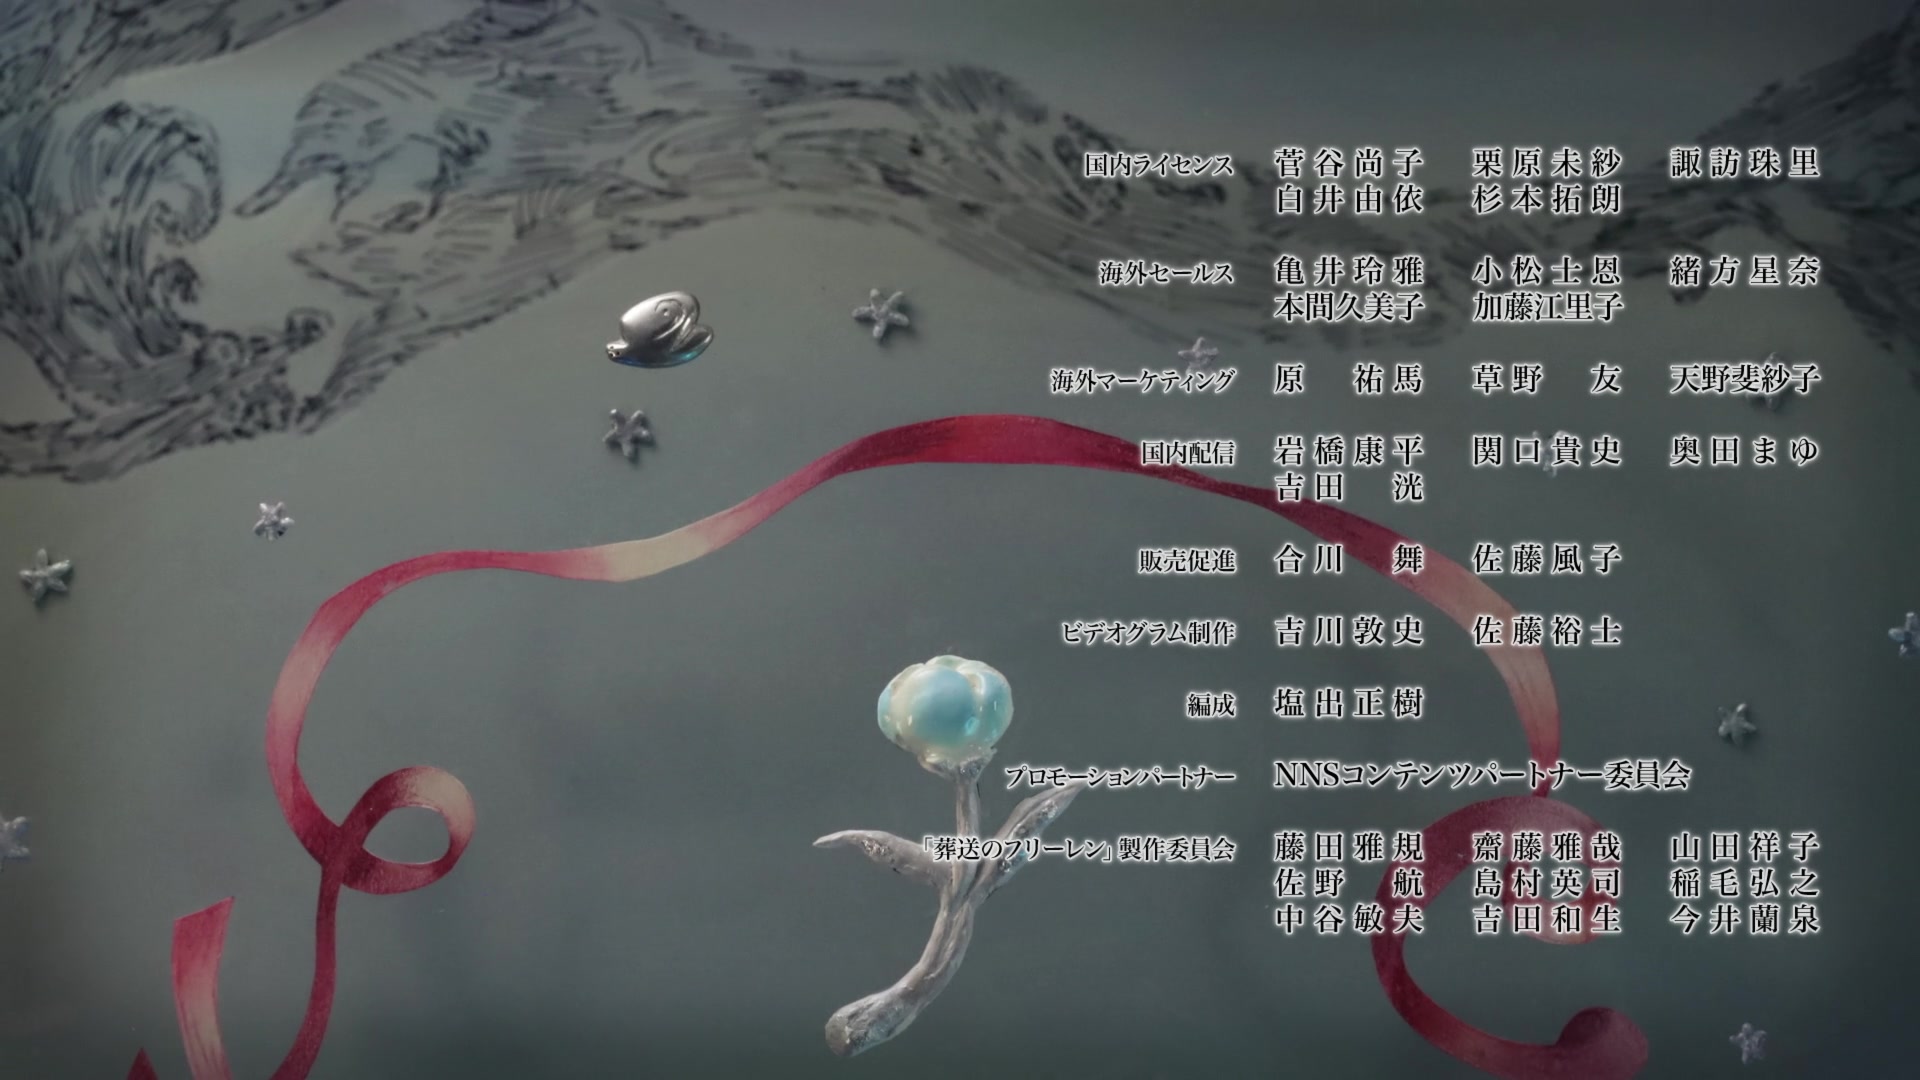 国内ライセンス 菅谷尚子 栗原未紗 諏訪珠里
白井由依 杉本拓朗
海外セールス 亀井玲雅 小松士恩 緒方星奈
本間久美子 加藤江里子
海外マーケティング 原 祐馬 草野 友 天野斐紗子
国内配信 岩橋康平 関口貴史 奥田まゆ
吉田 洸
販売促進 合川 舞 佐藤風子
ビデオグラム制作 吉川敦史 佐藤裕士
編成 塩出正樹
プロモーションパートナー NNSコンテンツパートナー委員会
「葬送のフリーレン」製作委員会 藤田雅規 齋藤雅哉 山田祥子
佐野 航 島村英司 稲毛弘之
中谷敏夫 吉田和生 今井蘭泉